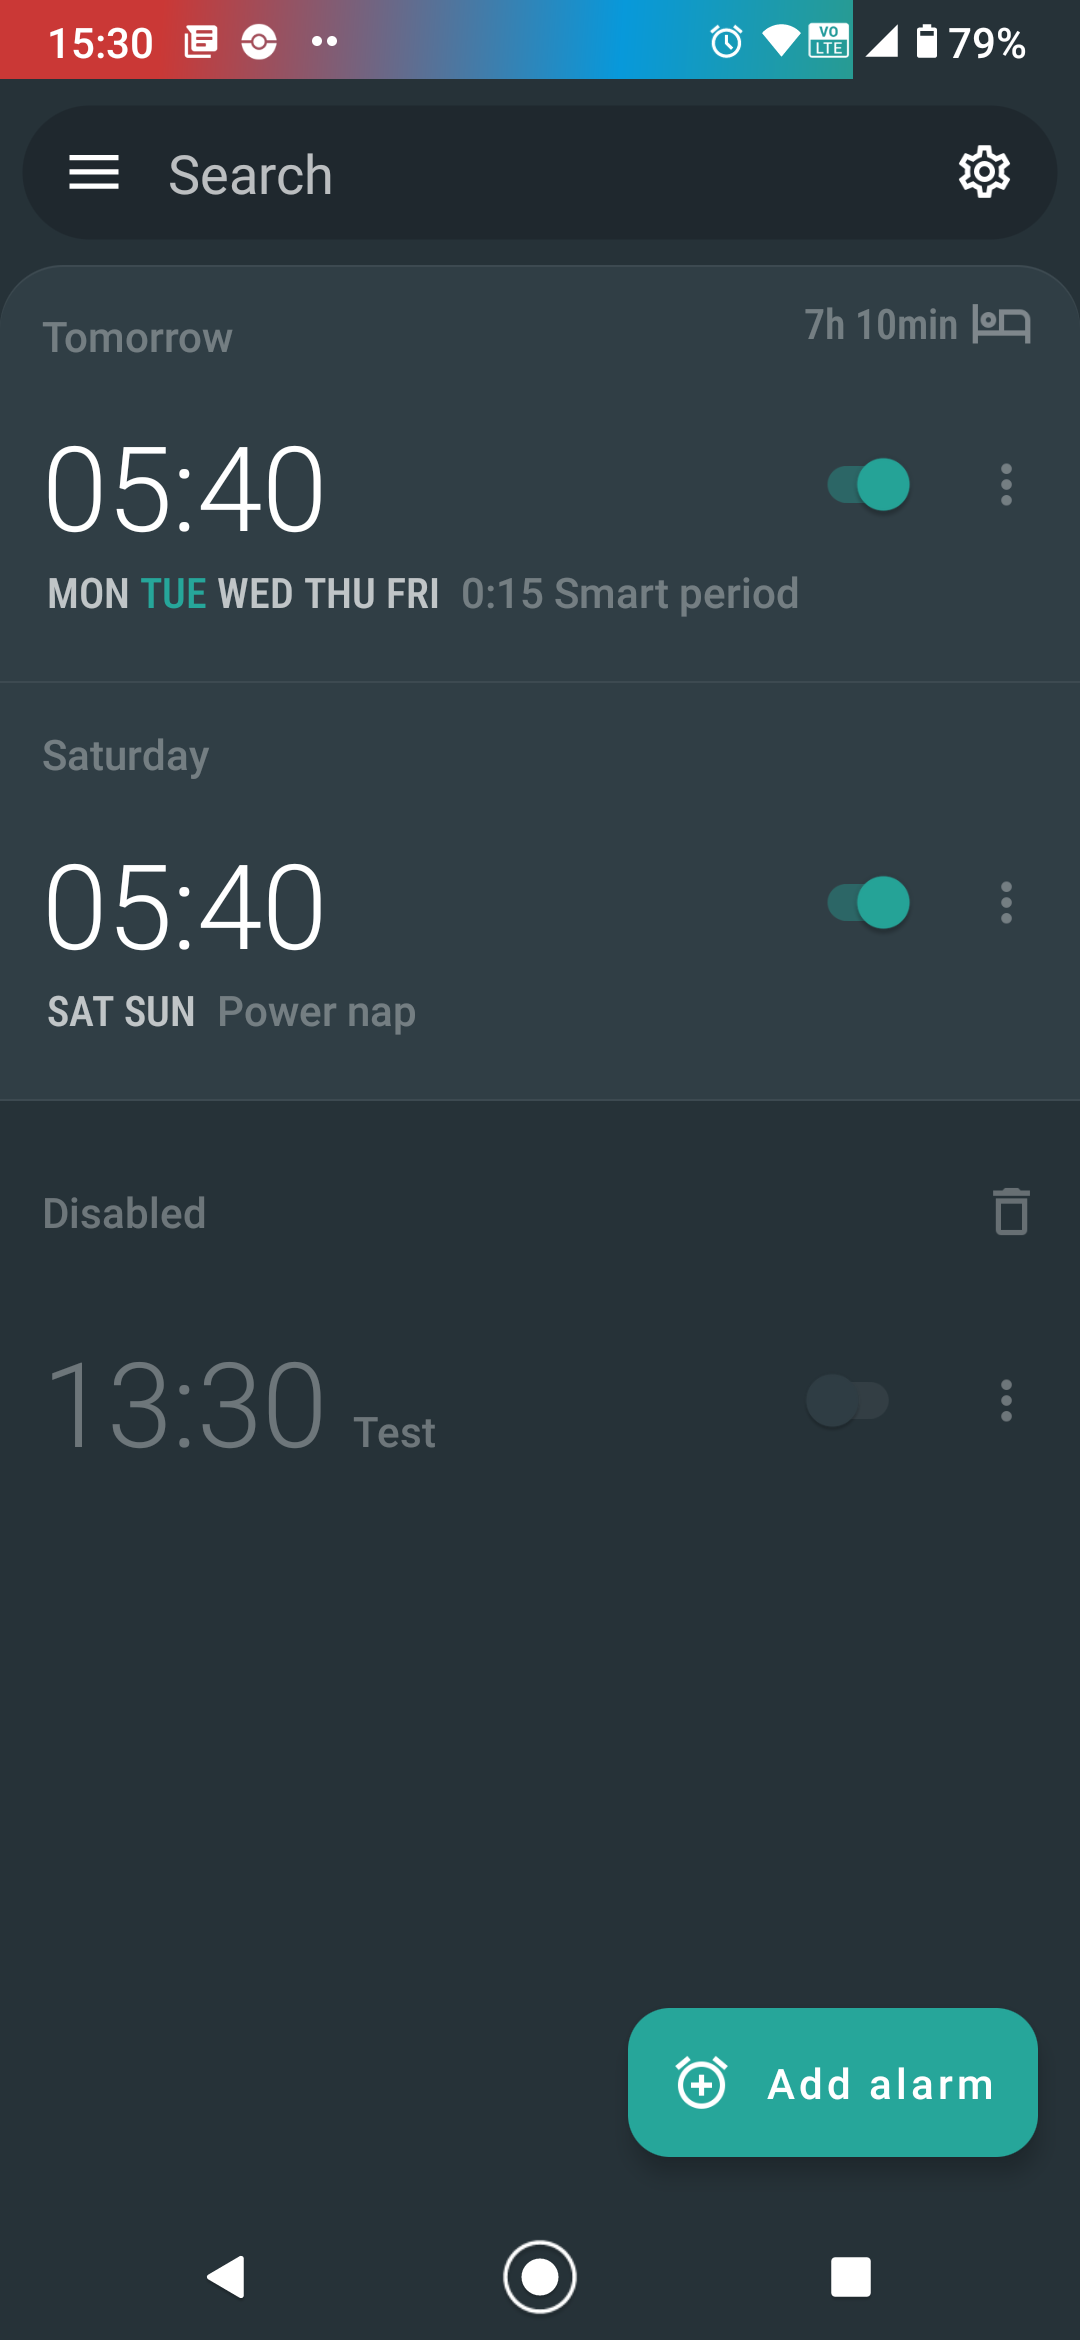 15:30 VO LTE 79%
Search
Tomorrow 7h 10min
05:40
MON TUE WED THU FRI 0:15 Smart period
Saturday
05:40
SAT SUN Power nap
Disabled
13:30 Test
Add alarm